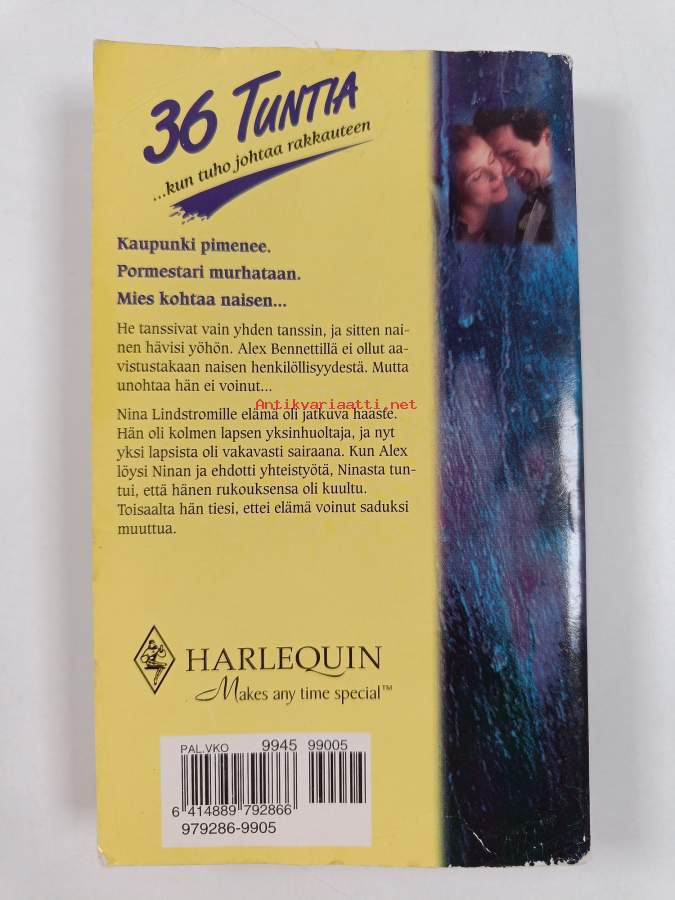 36 TUNTIA
...kun tuho johtaa rakkauteen
Kaupunki pimenee.
Pormestari murhataan.
Mies kohtaa naisen...
He tanssivat vain yhden tanssin, ja sitten nai-
nen hävisi yöhön. Alex Bennettillä ei ollut aa-
vistustakaan naisen henkilöllisyydestä. Mutta
unohtaa hän ei voinut...
Antikvariaatti.net
Nina Lindstromille elämä oli jatkuva haaste.
Hän oli kolmen lapsen yksinhuoltaja, ja nyt
yksi lapsista oli vakavasti sairaana. Kun Alex
löysi Ninan ja ehdotti yhteistyötä, Ninasta tun-
tui, että hänen rukouksensa oli kuultu.
Toisaalta hän tiesi, ettei elämä voinut saduksi
muuttua.
HARLEQUIN
Makes any time special™
PAL.VKO 9945 99005
6 414889 792866
979286-9905